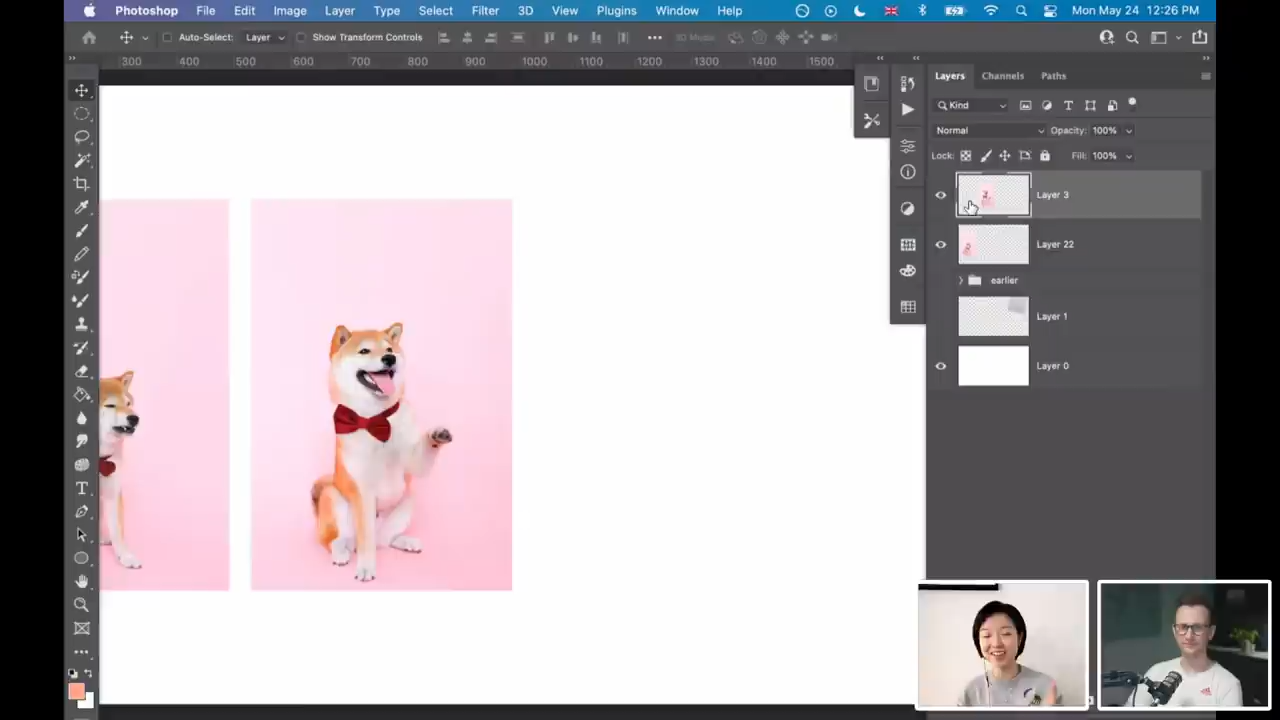 Photoshop File Edit Image Layer Type Select Filter 3D View Plugins Window Help Mon May 24 12:26 PM
Auto-Select: Layer Show Transform Controls 3D Mode:
300 400 500 600 700 800 900 1000 1100 1200 1300 1400 1500
Layers Channels Paths
Kind
Normal Opacity: 100%
Lock: Fill: 100%
Layer 3
Layer 22
earlier
Layer 1
Layer 0